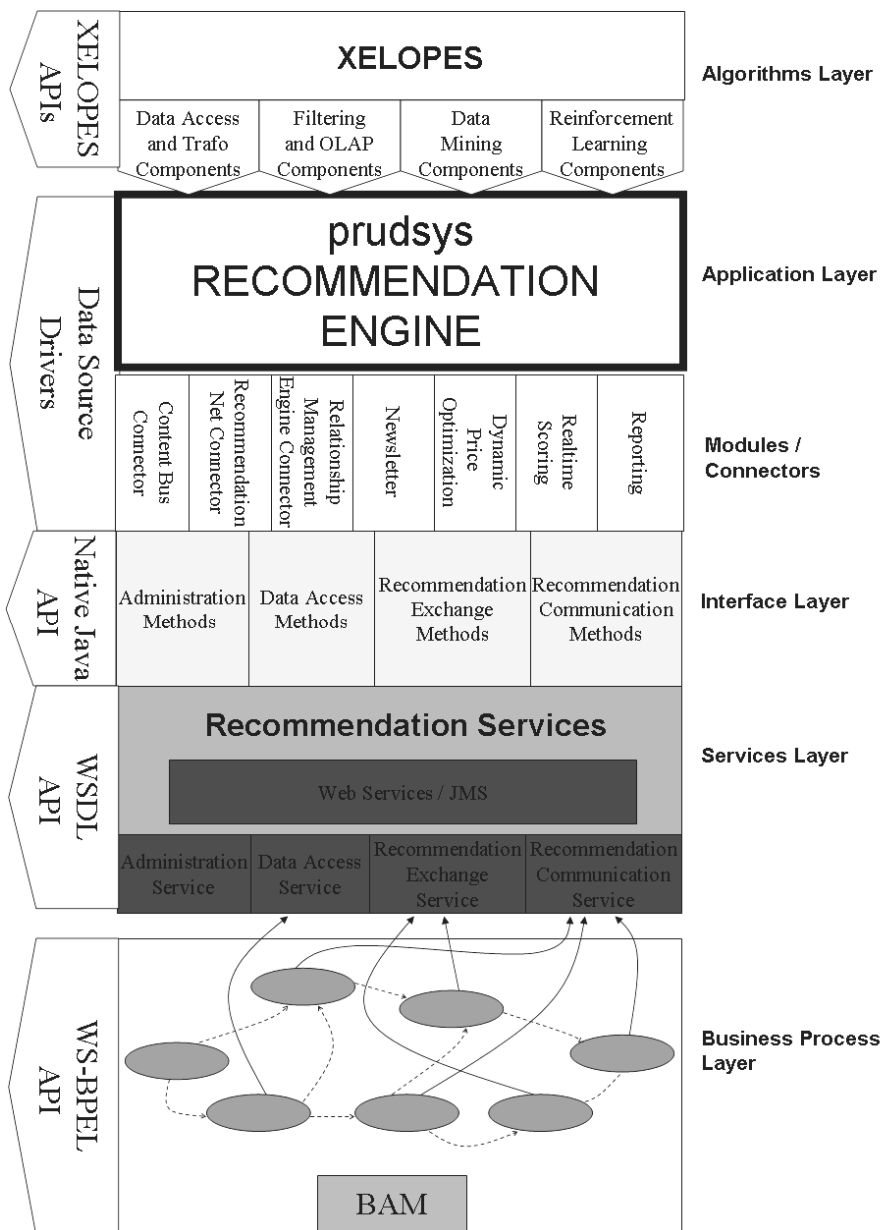 XELOPES
APIs
XELOPES
Algorithms Layer
Data Access
and Trafo
Components
Filtering
and OLAP
Components
Data
Mining
Components
Reinforcement
Learning
Components
Data Source
Drivers
prudsys
RECOMMENDATION
ENGINE
Application Layer
Content Bus
Connector
Recommendation
Net Connector
Relationship
Management
Engine Connector
Newsletter
Dynamic
Price
Optimization
Realtime
Scoring
Reporting
Modules /
Connectors
Native Java
API
Administration
Methods
Data Access
Methods
Recommendation
Exchange
Methods
Recommendation
Communication
Methods
Interface Layer
WSDL
API
Recommendation Services
Web Services / JMS
Services Layer
Administration
Service
Data Access
Service
Recommendation
Exchange
Service
Recommendation
Communication
Service
WS-BPEL
API
Business Process
Layer
BAM